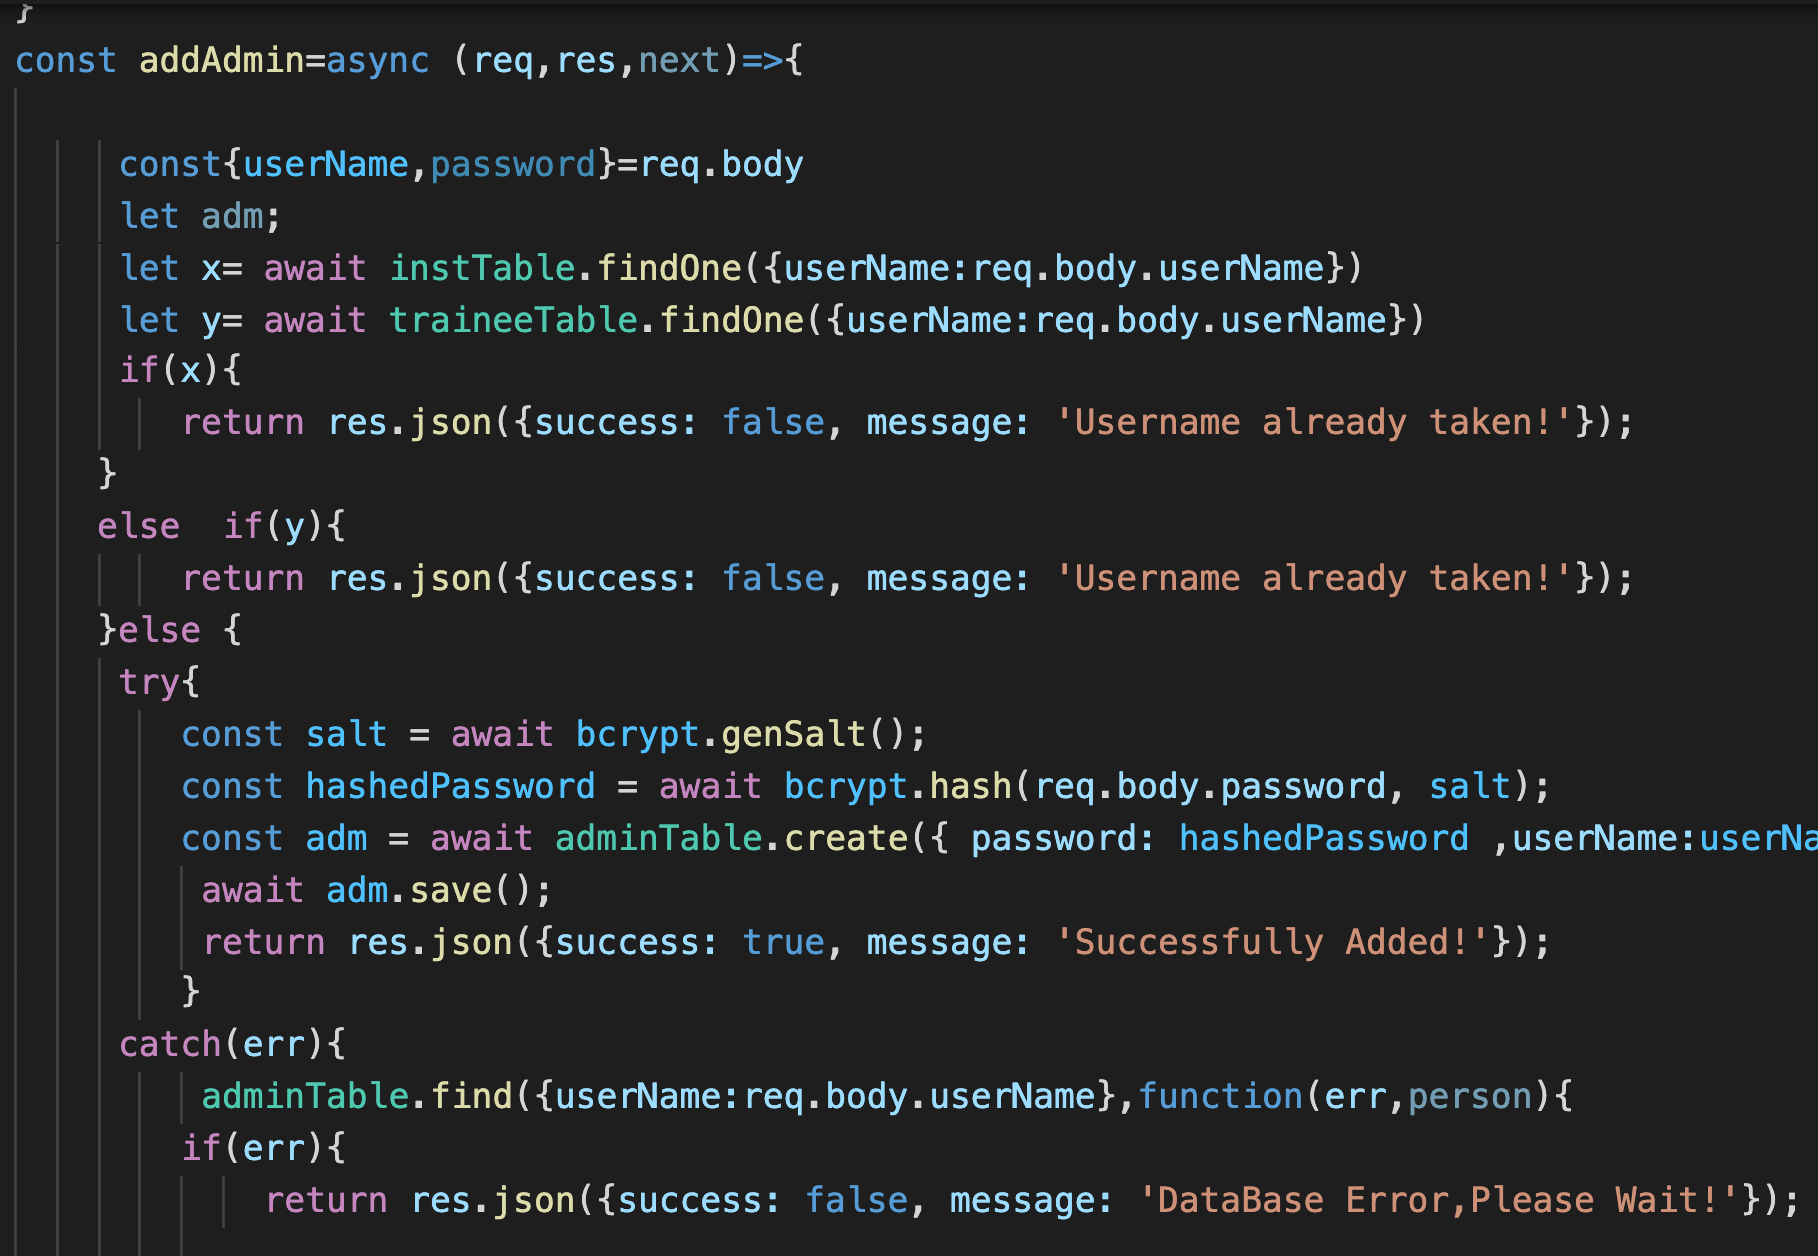 }
const addAdmin=async (req,res,next)=>{
const{userName,password}=req.body
let adm;
let x= await instTable.findOne({userName:req.body.userName})
let y= await traineeTable.findOne({userName:req.body.userName})
if(x){
return res.json({success: false, message: 'Username already taken!'});
}
else  if(y){
return res.json({success: false, message: 'Username already taken!'});
}else {
try{
const salt = await bcrypt.genSalt();
const hashedPassword = await bcrypt.hash(req.body.password, salt);
const adm = await adminTable.create({ password: hashedPassword ,userName:userNa
await adm.save();
return res.json({success: true, message: 'Successfully Added!'});
}
catch(err){
adminTable.find({userName:req.body.userName},function(err,person){
if(err){
return res.json({success: false, message: 'DataBase Error,Please Wait!'});